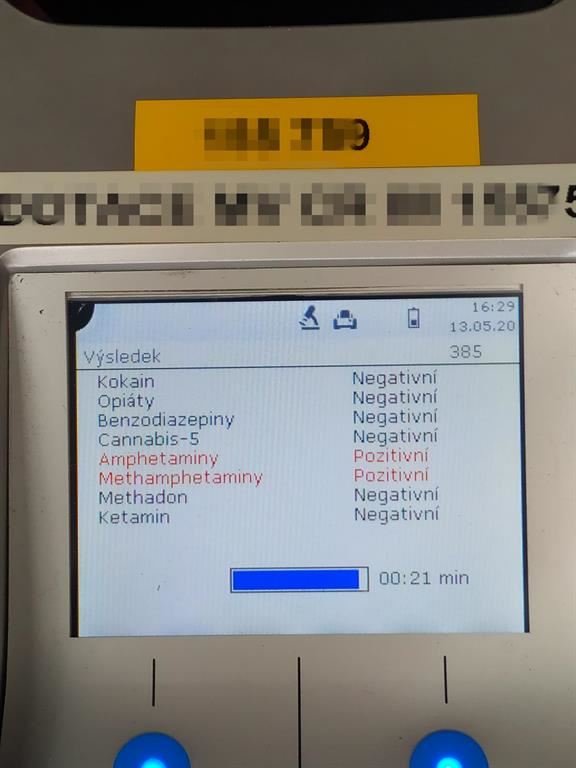 16:29
13.05.20
Výsledek 385
Kokain Negativní
Opiáty Negativní
Benzodiazepiny Negativní
Cannabis-5 Negativní
Amphetaminy Pozitivní
Methamphetaminy Pozitivní
Methadon Negativní
Ketamin Negativní
00:21 min